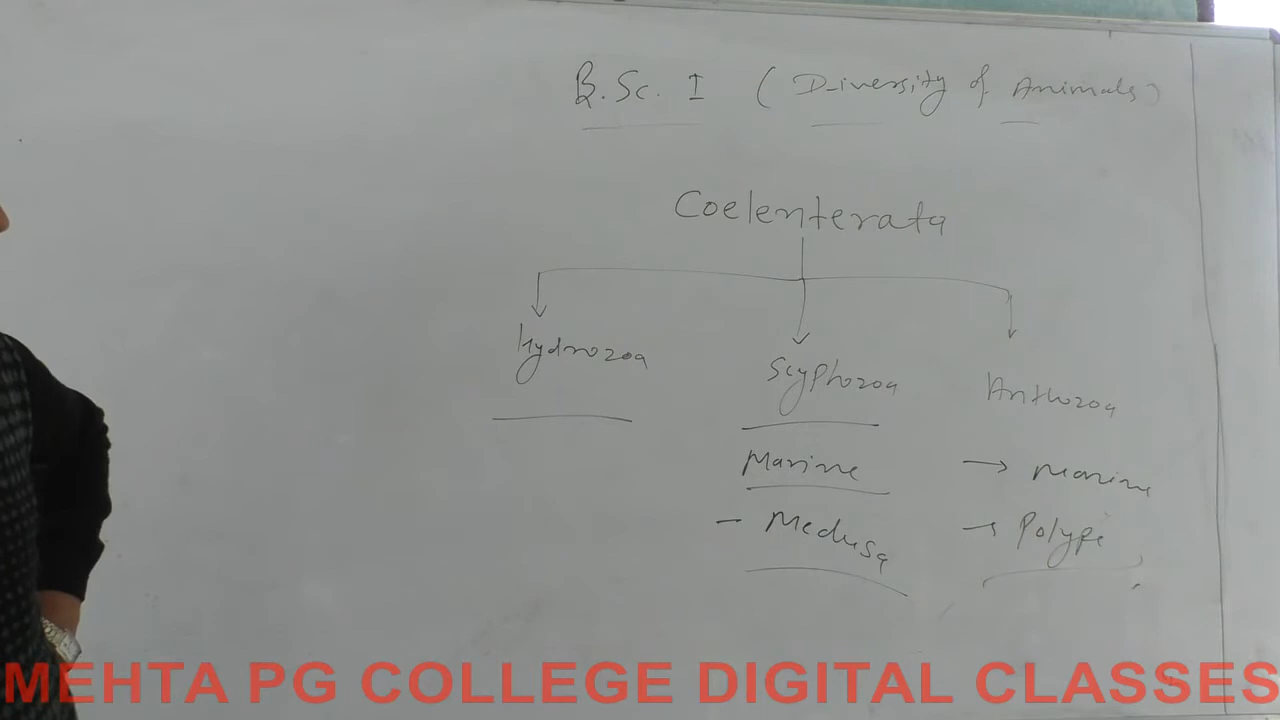 B.Sc. I ( Diversity of Animals)
Coelenterata
Hydrozoa
Scyphozoa
Anthozoa
Marine
→ Marine
- Medusa
→ Polype
MEHTA PG COLLEGE DIGITAL CLASSES